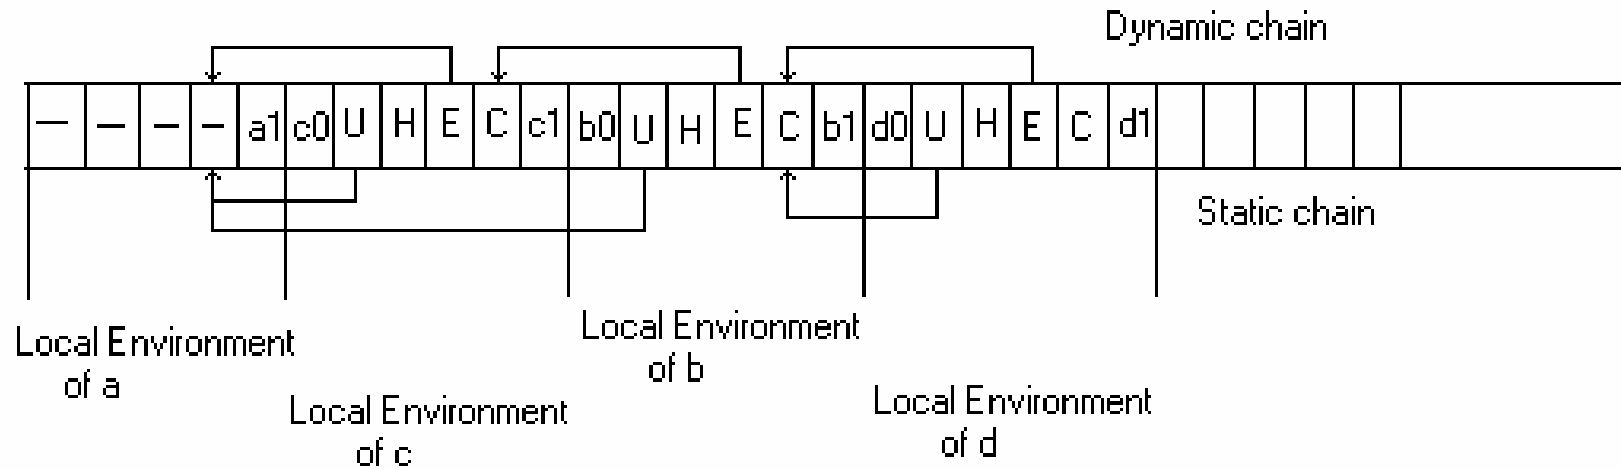 Dynamic chain
— — — — a1 c0 U H E C c1 b0 U H E C b1 d0 U H E C d1
Static chain
Local Environment
of a
Local Environment
of c
Local Environment
of b
Local Environment
of d